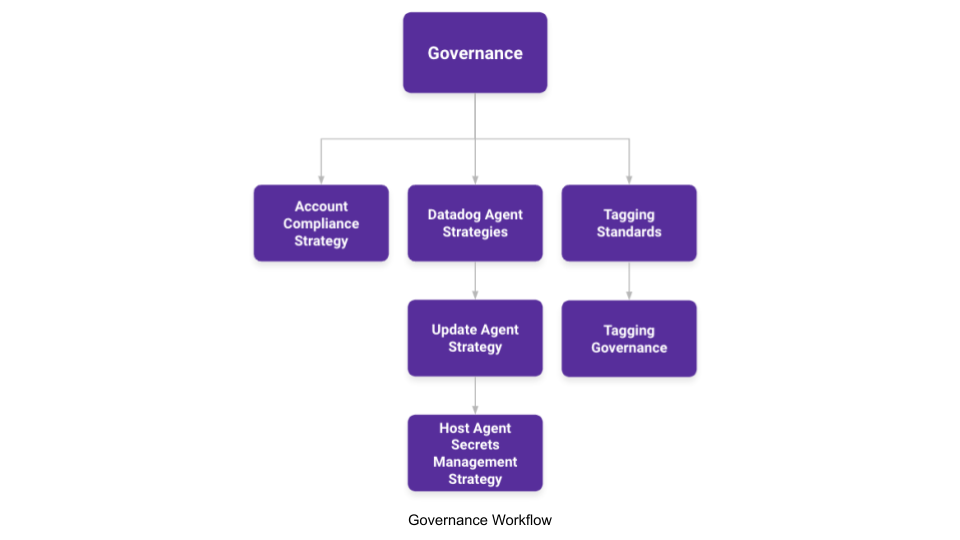 Governance
Account
Compliance
Strategy
Datadog Agent
Strategies
Tagging
Standards
Update Agent
Strategy
Tagging
Governance
Host Agent
Secrets
Management
Strategy
Governance Workflow